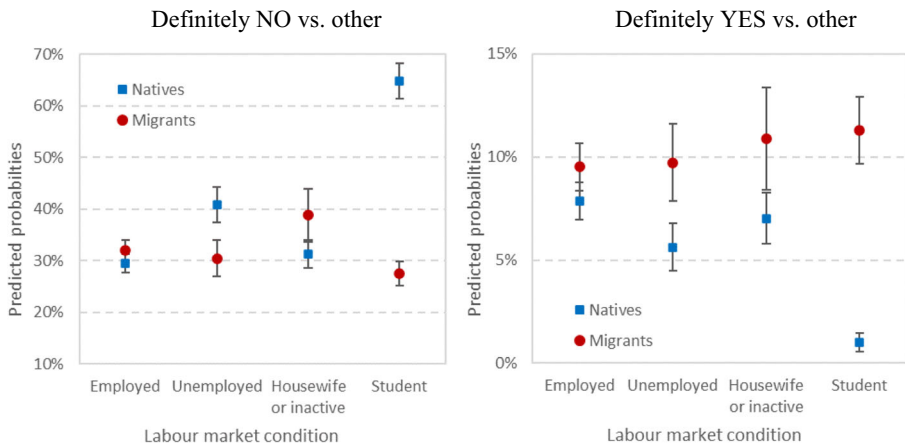 Definitely NO vs. other
70%
60%
50%
40%
30%
20%
10%
Predicted probabilties
Natives
Migrants
Employed
Unemployed
Housewife
or inactive
Student
Labour market condition
Definitely YES vs. other
15%
10%
5%
0%
Predicted probabilities
Natives
Migrants
Employed
Unemployed
Housewife
or inactive
Student
Labour market condition